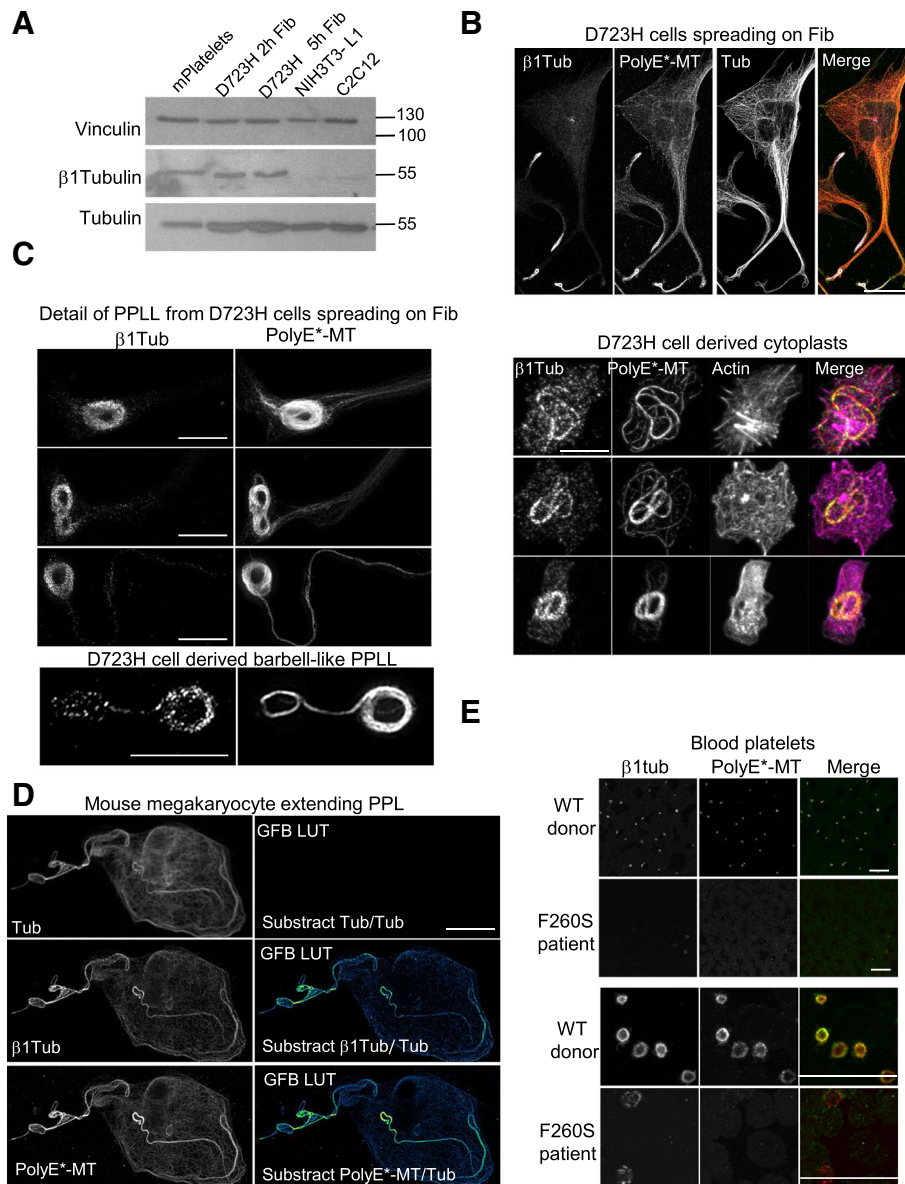 A
mPlatelets
D723H 2h Fib
D723H 5h Fib
NIH3T3- L1
C2C12
Vinculin
130
100
β1Tubulin
55
Tubulin
55
B
D723H cells spreading on Fib
β1Tub PolyE*-MT Tub Merge
D723H cell derived cytoplasts
β1Tub PolyE*-MT Actin Merge
C
Detail of PPLL from D723H cells spreading on Fib
β1Tub PolyE*-MT
D723H cell derived barbell-like PPLL
D
Mouse megakaryocyte extending PPL
Tub
GFB LUT
Substract Tub/Tub
β1Tub
GFB LUT
Substract β1Tub/ Tub
PolyE*-MT
GFB LUT
Substract PolyE*-MT/Tub
E
Blood platelets
β1tub PolyE*-MT Merge
WT
donor
F260S
patient
WT
donor
F260S
patient